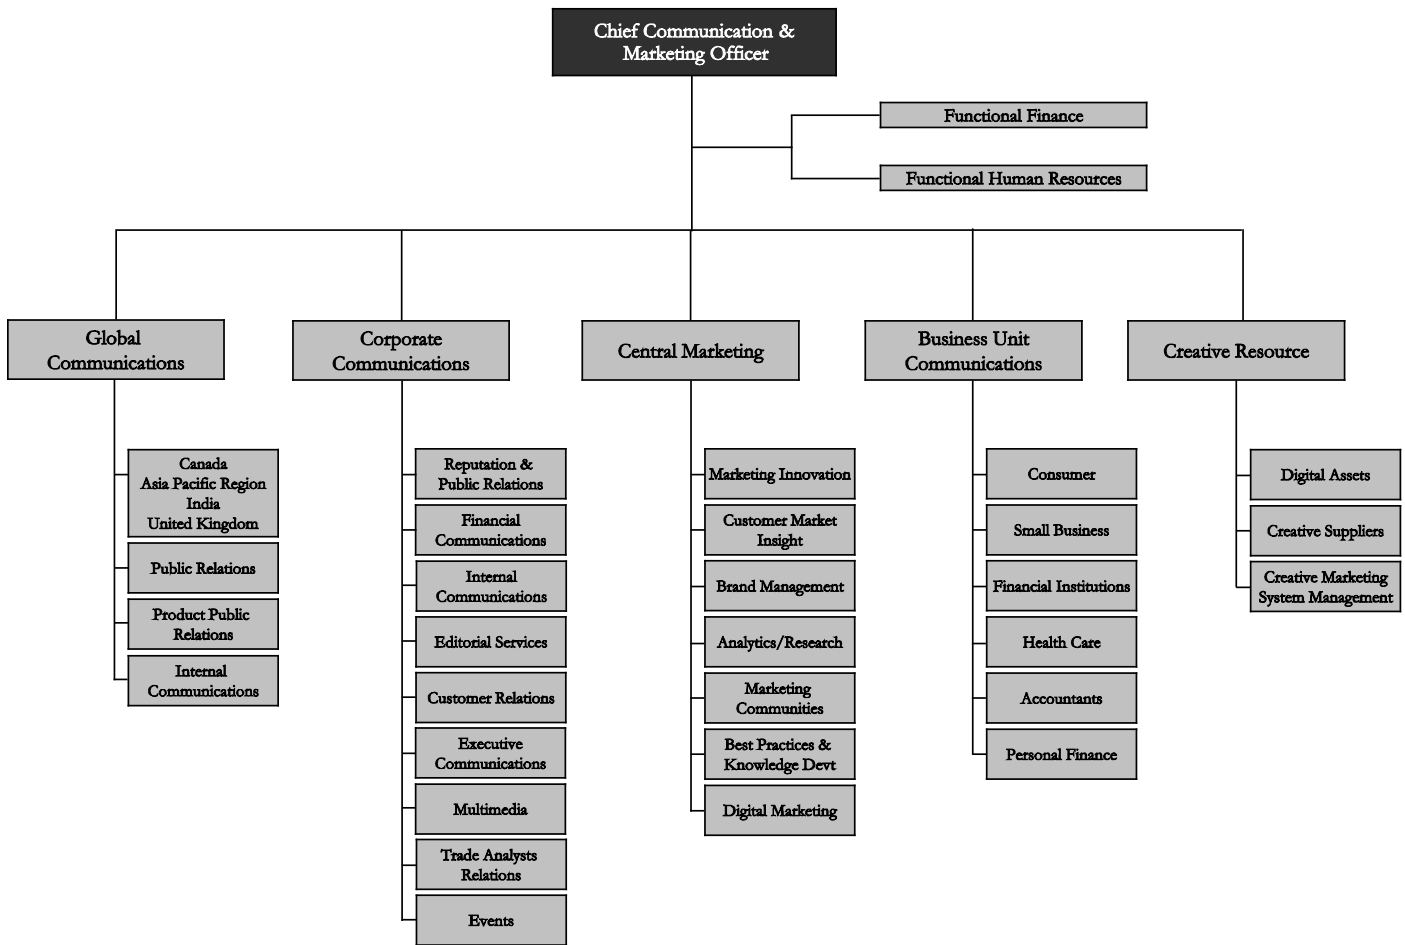 Chief Communication &
Marketing Officer
Functional Finance
Functional Human Resources
Global
Communications
Corporate
Communications
Central Marketing
Business Unit
Communications
Creative Resource
Canada
Asia Pacific Region
India
United Kingdom
Public Relations
Product Public
Relations
Internal
Communications
Reputation &
Public Relations
Financial
Communications
Internal
Communications
Editorial Services
Customer Relations
Executive
Communications
Multimedia
Trade Analysts
Relations
Events
Marketing Innovation
Customer Market
Insight
Brand Management
Analytics/Research
Marketing
Communities
Best Practices &
Knowledge Devt
Digital Marketing
Consumer
Small Business
Financial Institutions
Health Care
Accountants
Personal Finance
Digital Assets
Creative Suppliers
Creative Marketing
System Management